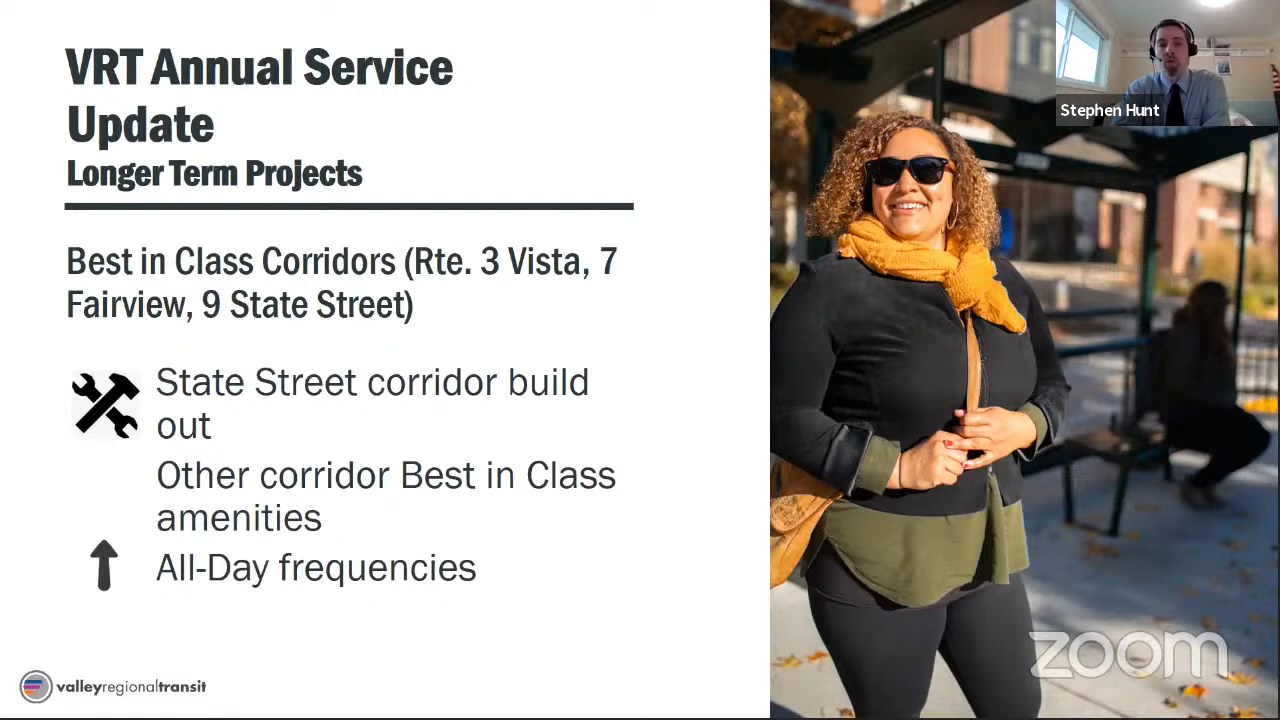 VRT Annual Service
Update
Longer Term Projects
Best in Class Corridors (Rte. 3 Vista, 7
Fairview, 9 State Street)
State Street corridor build
out
Other corridor Best in Class
amenities
All-Day frequencies
valleyregionaltransit
Stephen Hunt
zoom